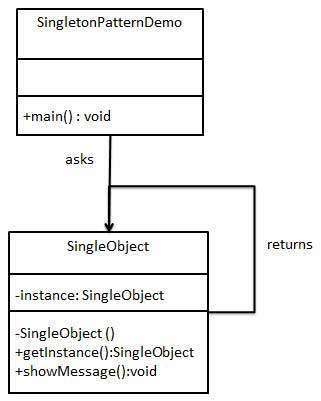 SingletonPatternDemo
+main() : void
asks
SingleObject
returns
-instance: SingleObject
-SingleObject ()
+getInstance():SingleObject
+showMessage():void